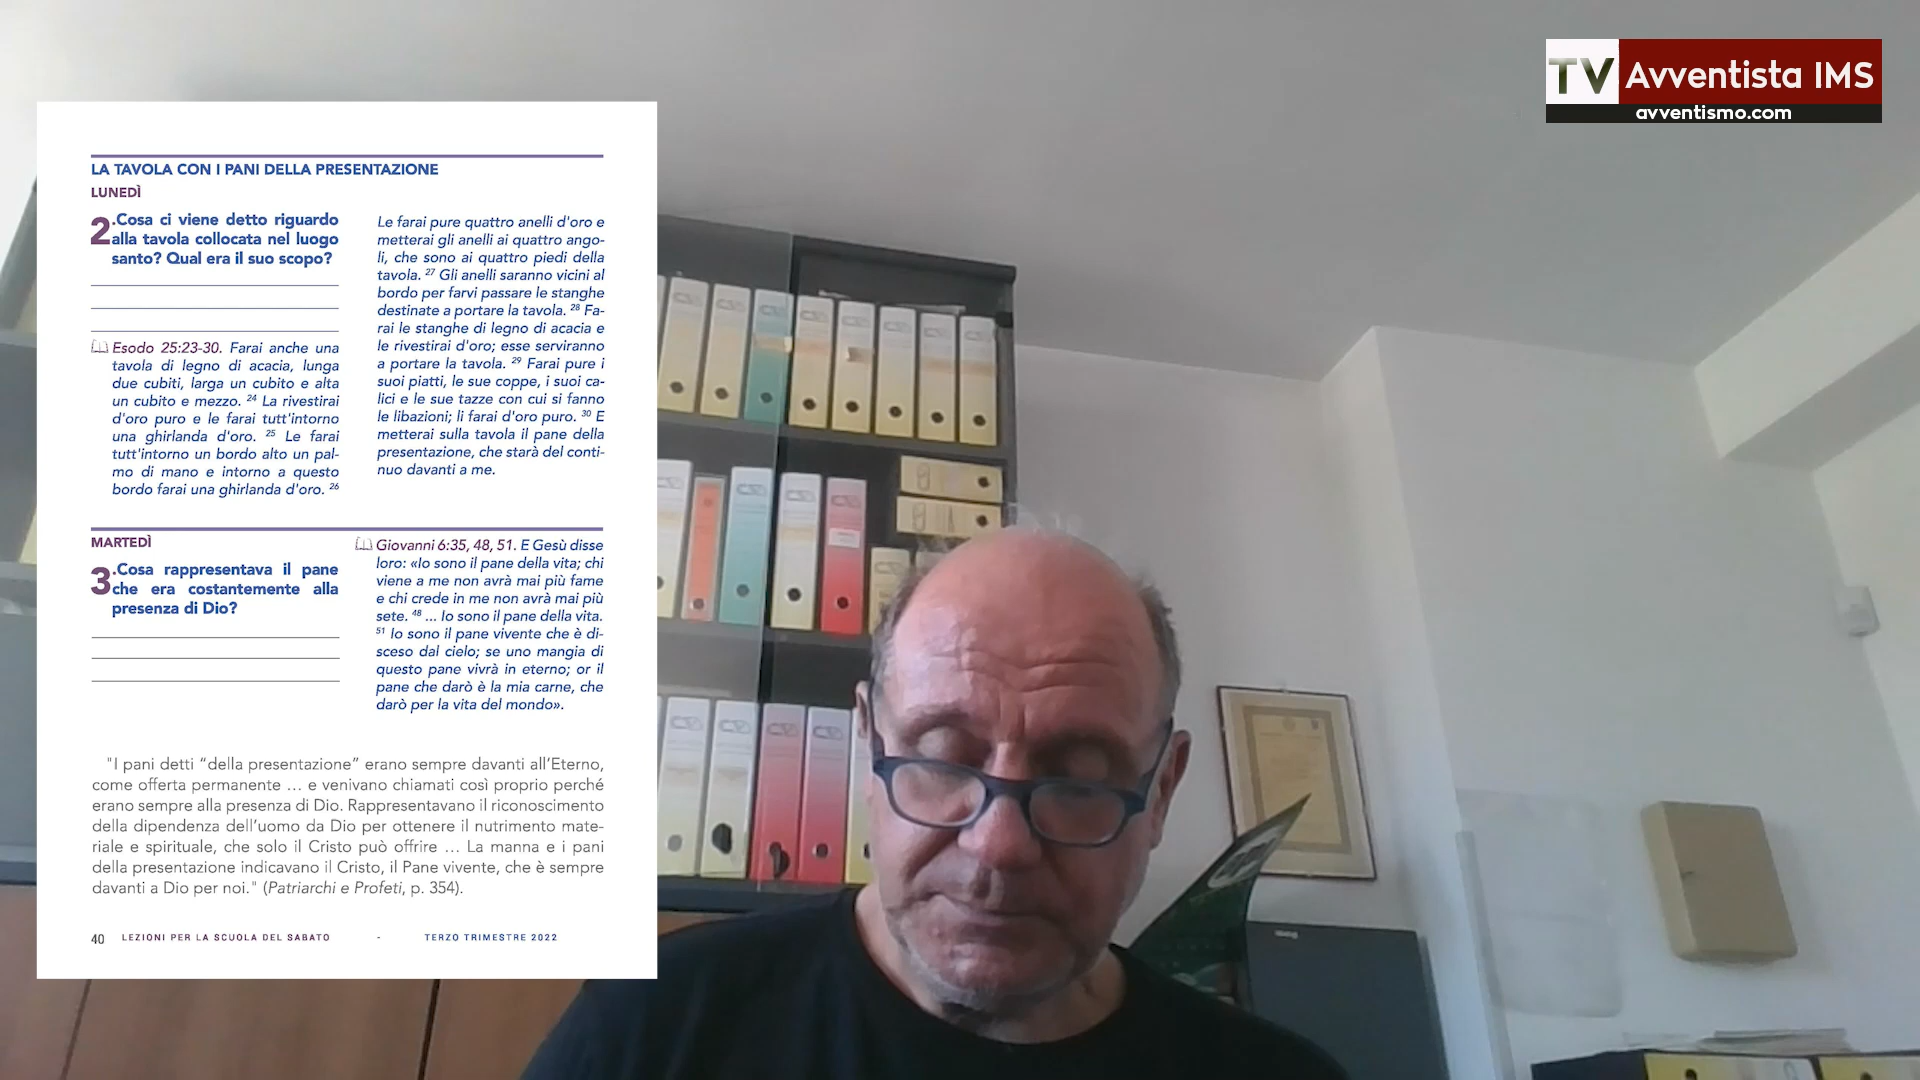 TV Avventista IMS
avventismo.com
LA TAVOLA CON I PANI DELLA PRESENTAZIONE
LUNEDÌ
2.Cosa ci viene detto riguardo
alla tavola collocata nel luogo
santo? Qual era il suo scopo?
Esodo 25:23-30. Farai anche una
tavola di legno di acacia, lunga
due cubiti, larga un cubito e alta
un cubito e mezzo. 24 La rivestirai
d'oro puro e le farai tutt'intorno
una ghirlanda d'oro. 25 Le farai
tutt'intorno un bordo alto un pal-
mo di mano e intorno a questo
bordo farai una ghirlanda d'oro. 26
Le farai pure quattro anelli d'oro e
metterai gli anelli ai quattro ango-
li, che sono ai quattro piedi della
tavola. 27 Gli anelli saranno vicini al
bordo per farvi passare le stanghe
destinate a portare la tavola. 28 Fa-
rai le stanghe di legno di acacia e
le rivestirai d'oro; esse serviranno
a portare la tavola. 29 Farai pure i
suoi piatti, le sue coppe, i suoi ca-
lici e le sue tazze con cui si fanno
le libazioni; li farai d'oro puro. 30 E
metterai sulla tavola il pane della
presentazione, che starà del conti-
nuo davanti a me.
MARTEDÌ
3.Cosa rappresentava il pane
che era costantemente alla
presenza di Dio?
Giovanni 6:35, 48, 51. E Gesù disse
loro: «Io sono il pane della vita; chi
viene a me non avrà mai più fame
e chi crede in me non avrà mai più
sete. 48 ... Io sono il pane della vita.
51 Io sono il pane vivente che è di-
sceso dal cielo; se uno mangia di
questo pane vivrà in eterno; or il
pane che darò è la mia carne, che
darò per la vita del mondo».
"I pani detti “della presentazione” erano sempre davanti all’Eterno,
come offerta permanente … e venivano chiamati così proprio perché
erano sempre alla presenza di Dio. Rappresentavano il riconoscimento
della dipendenza dell’uomo da Dio per ottenere il nutrimento mate-
riale e spirituale, che solo il Cristo può offrire … La manna e i pani
della presentazione indicavano il Cristo, il Pane vivente, che è sempre
davanti a Dio per noi." (Patriarchi e Profeti, p. 354).
40 LEZIONI PER LA SCUOLA DEL SABATO - TERZO TRIMESTRE 2022